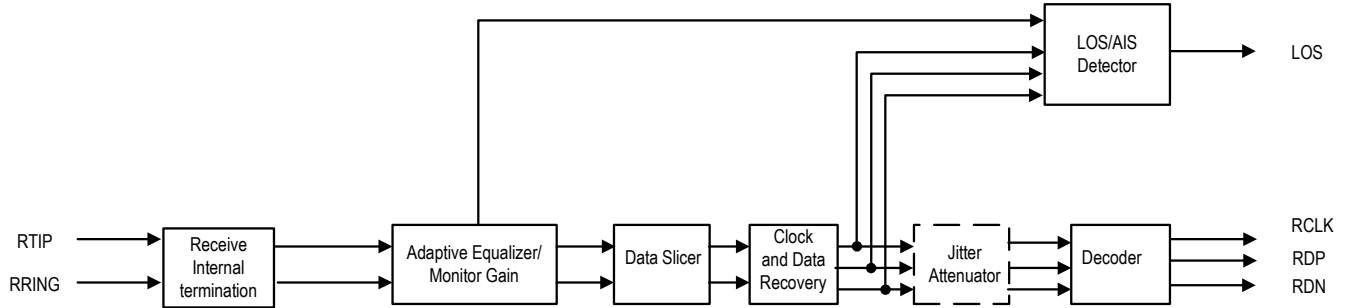 LOS/AIS
Detector
LOS
RTIP
RRING
Receive
Internal
termination
Adaptive Equalizer/
Monitor Gain
Data Slicer
Clock
and Data
Recovery
Jitter
Attenuator
Decoder
RCLK
RDP
RDN